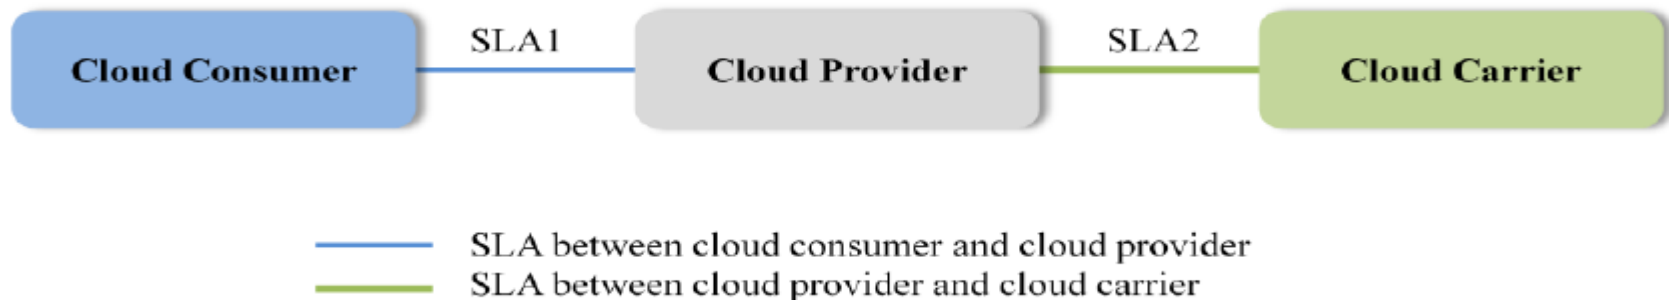 SLA1
SLA2
Cloud Consumer
Cloud Provider
Cloud Carrier
SLA between cloud consumer and cloud provider
SLA between cloud provider and cloud carrier